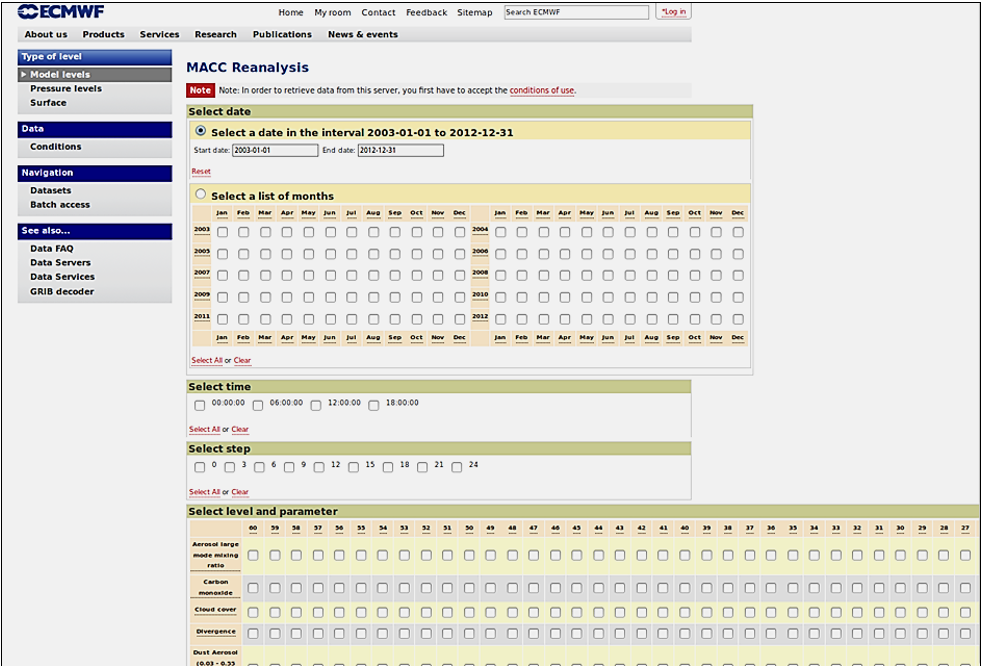 ECMWF
Home My room Contact Feedback Sitemap Search ECMWF *Log in
About us Products Services Research Publications News & events
Type of level
Model levels
Pressure levels
Surface
Data
Conditions
Navigation
Datasets
Batch access
See also...
Data FAQ
Data Servers
Data Services
GRIB decoder
MACC Reanalysis
Note Note: In order to retrieve data from this server, you first have to accept the conditions of use.
Select date
Select a date in the interval 2003-01-01 to 2012-12-31
Start date: 2003-01-01 End date: 2012-12-31
Reset
Select a list of months
Jan Feb Mar Apr May Jun Jul Aug Sep Oct Nov Dec Jan Feb Mar Apr May Jun Jul Aug Sep Oct Nov Dec
2003 2004
2005 2006
2007 2008
2009 2010
2011 2012
Jan Feb Mar Apr May Jun Jul Aug Sep Oct Nov Dec Jan Feb Mar Apr May Jun Jul Aug Sep Oct Nov Dec
Select All or Clear
Select time
00:00:00 06:00:00 12:00:00 18:00:00
Select All or Clear
Select step
0 3 6 9 12 15 18 21 24
Select All or Clear
Select level and parameter
60 59 58 57 56 55 54 53 52 51 50 49 48 47 46 45 44 43 42 41 40 39 38 37 36 35 34 33 32 31 30 29 28 27
Aerosol large
mode mixing
ratio
Carbon
monoxide
Cloud cover
Divergence
Dust Aerosol
(0.03 - 0.55